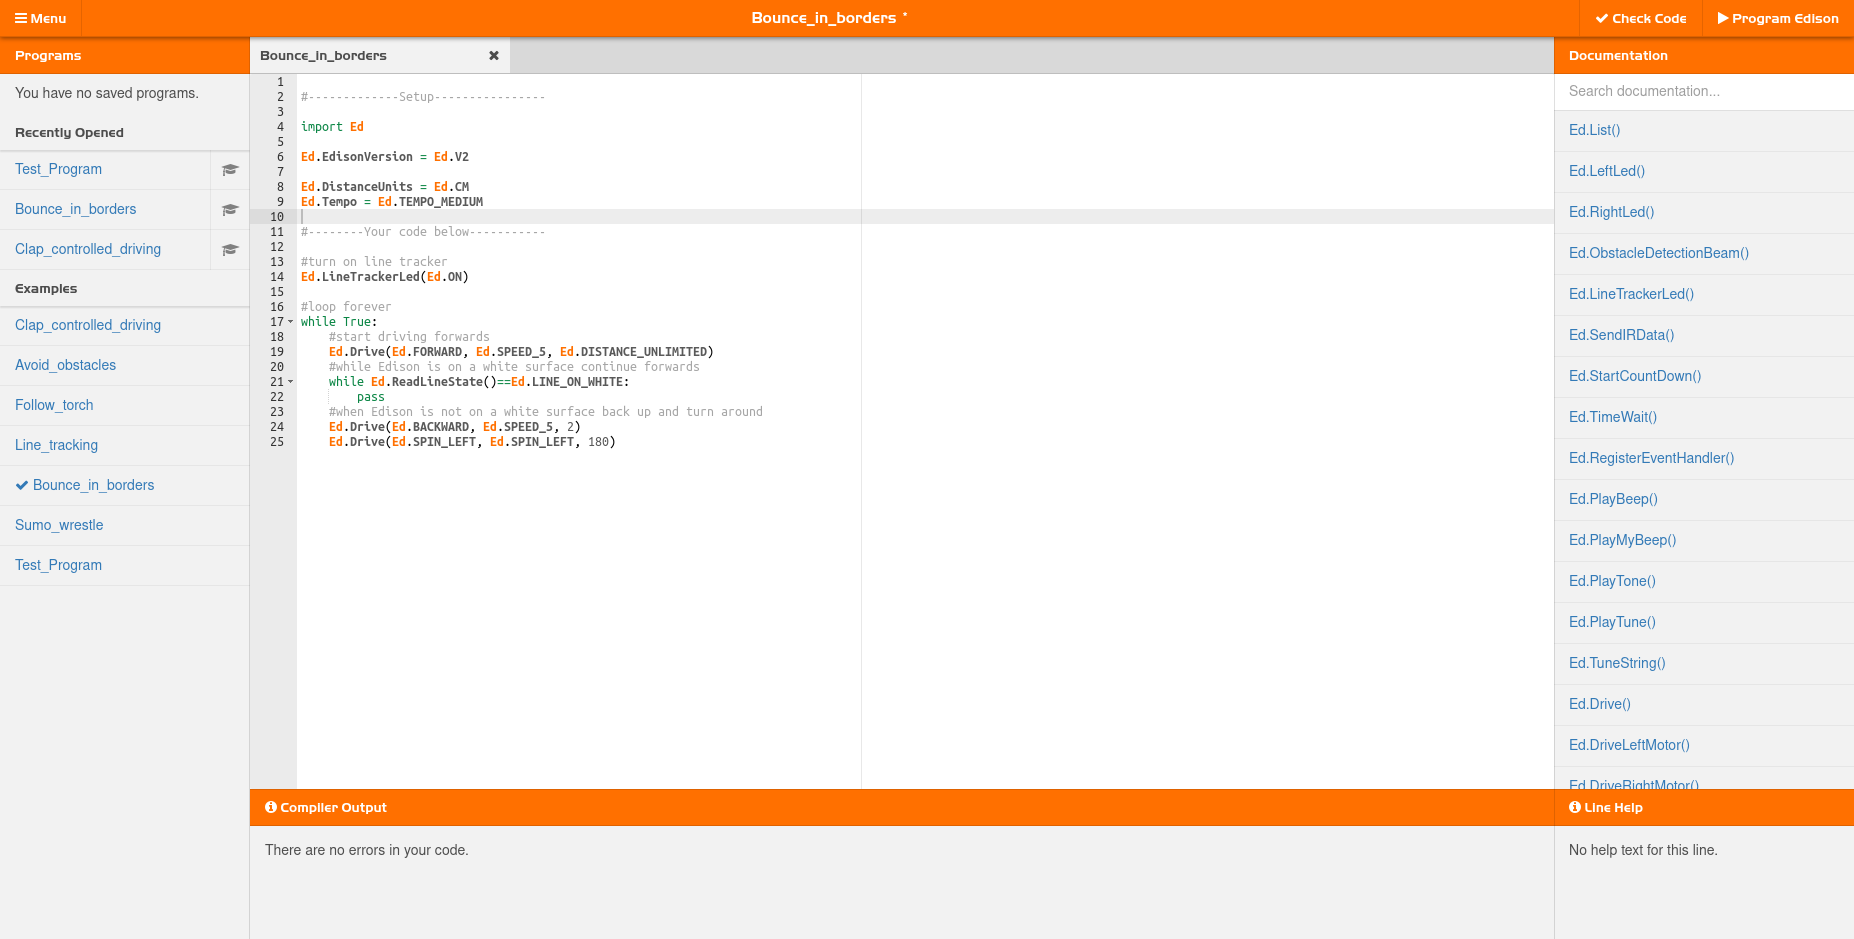 Menu
Bounce_in_borders *
Check Code
Program Edison
Programs
You have no saved programs.
Recently Opened
Test_Program
Bounce_in_borders
Clap_controlled_driving
Examples
Clap_controlled_driving
Avoid_obstacles
Follow_torch
Line_tracking
Bounce_in_borders
Sumo_wrestle
Test_Program
Bounce_in_borders
1
2 #-------------Setup----------------
3
4 import Ed
5
6 Ed.EdisonVersion = Ed.V2
7
8 Ed.DistanceUnits = Ed.CM
9 Ed.Tempo = Ed.TEMPO_MEDIUM
10
11 #--------Your code below-----------
12
13 #turn on line tracker
14 Ed.LineTrackerLed(Ed.ON)
15
16 #loop forever
17 while True:
18     #start driving forwards
19     Ed.Drive(Ed.FORWARD, Ed.SPEED_5, Ed.DISTANCE_UNLIMITED)
20     #while Edison is on a white surface continue forwards
21     while Ed.ReadLineState()==Ed.LINE_ON_WHITE:
22         pass
23     #when Edison is not on a white surface back up and turn around
24     Ed.Drive(Ed.BACKWARD, Ed.SPEED_5, 2)
25     Ed.Drive(Ed.SPIN_LEFT, Ed.SPIN_LEFT, 180)
Compiler Output
There are no errors in your code.
Documentation
Search documentation...
Ed.List()
Ed.LeftLed()
Ed.RightLed()
Ed.ObstacleDetectionBeam()
Ed.LineTrackerLed()
Ed.SendIRData()
Ed.StartCountDown()
Ed.TimeWait()
Ed.RegisterEventHandler()
Ed.PlayBeep()
Ed.PlayMyBeep()
Ed.PlayTone()
Ed.PlayTune()
Ed.TuneString()
Ed.Drive()
Ed.DriveLeftMotor()
Ed.DriveRightMotor()
Line Help
No help text for this line.